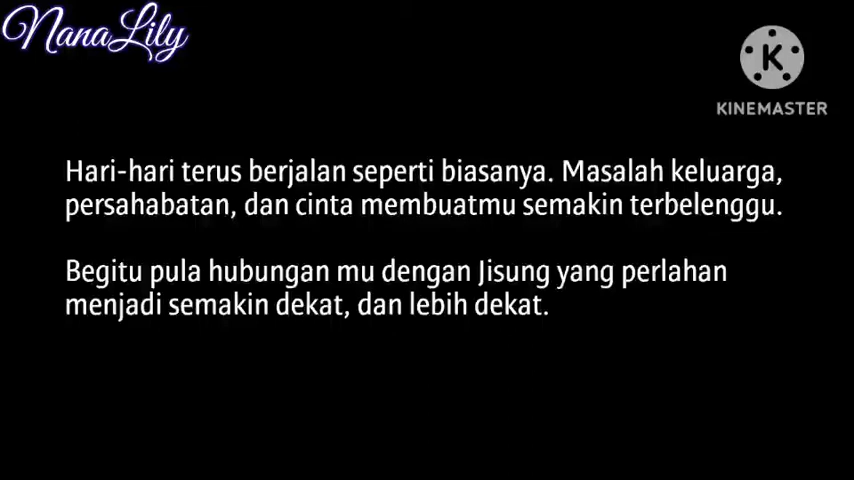 NanaLily
KINEMASTER
Hari-hari terus berjalan seperti biasanya. Masalah keluarga,
persahabatan, dan cinta membuatmu semakin terbelenggu.
Begitu pula hubungan mu dengan Jisung yang perlahan
menjadi semakin dekat, dan lebih dekat.